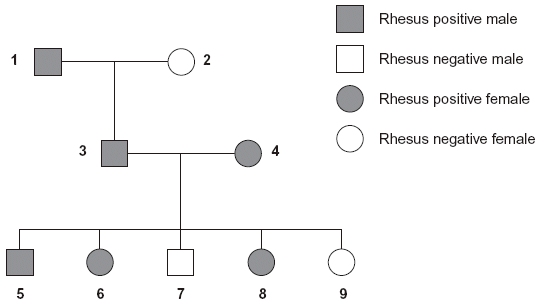 Rhesus positive male
1 2
Rhesus negative male
Rhesus positive female
Rhesus negative female
3 4
5 6 7 8 9